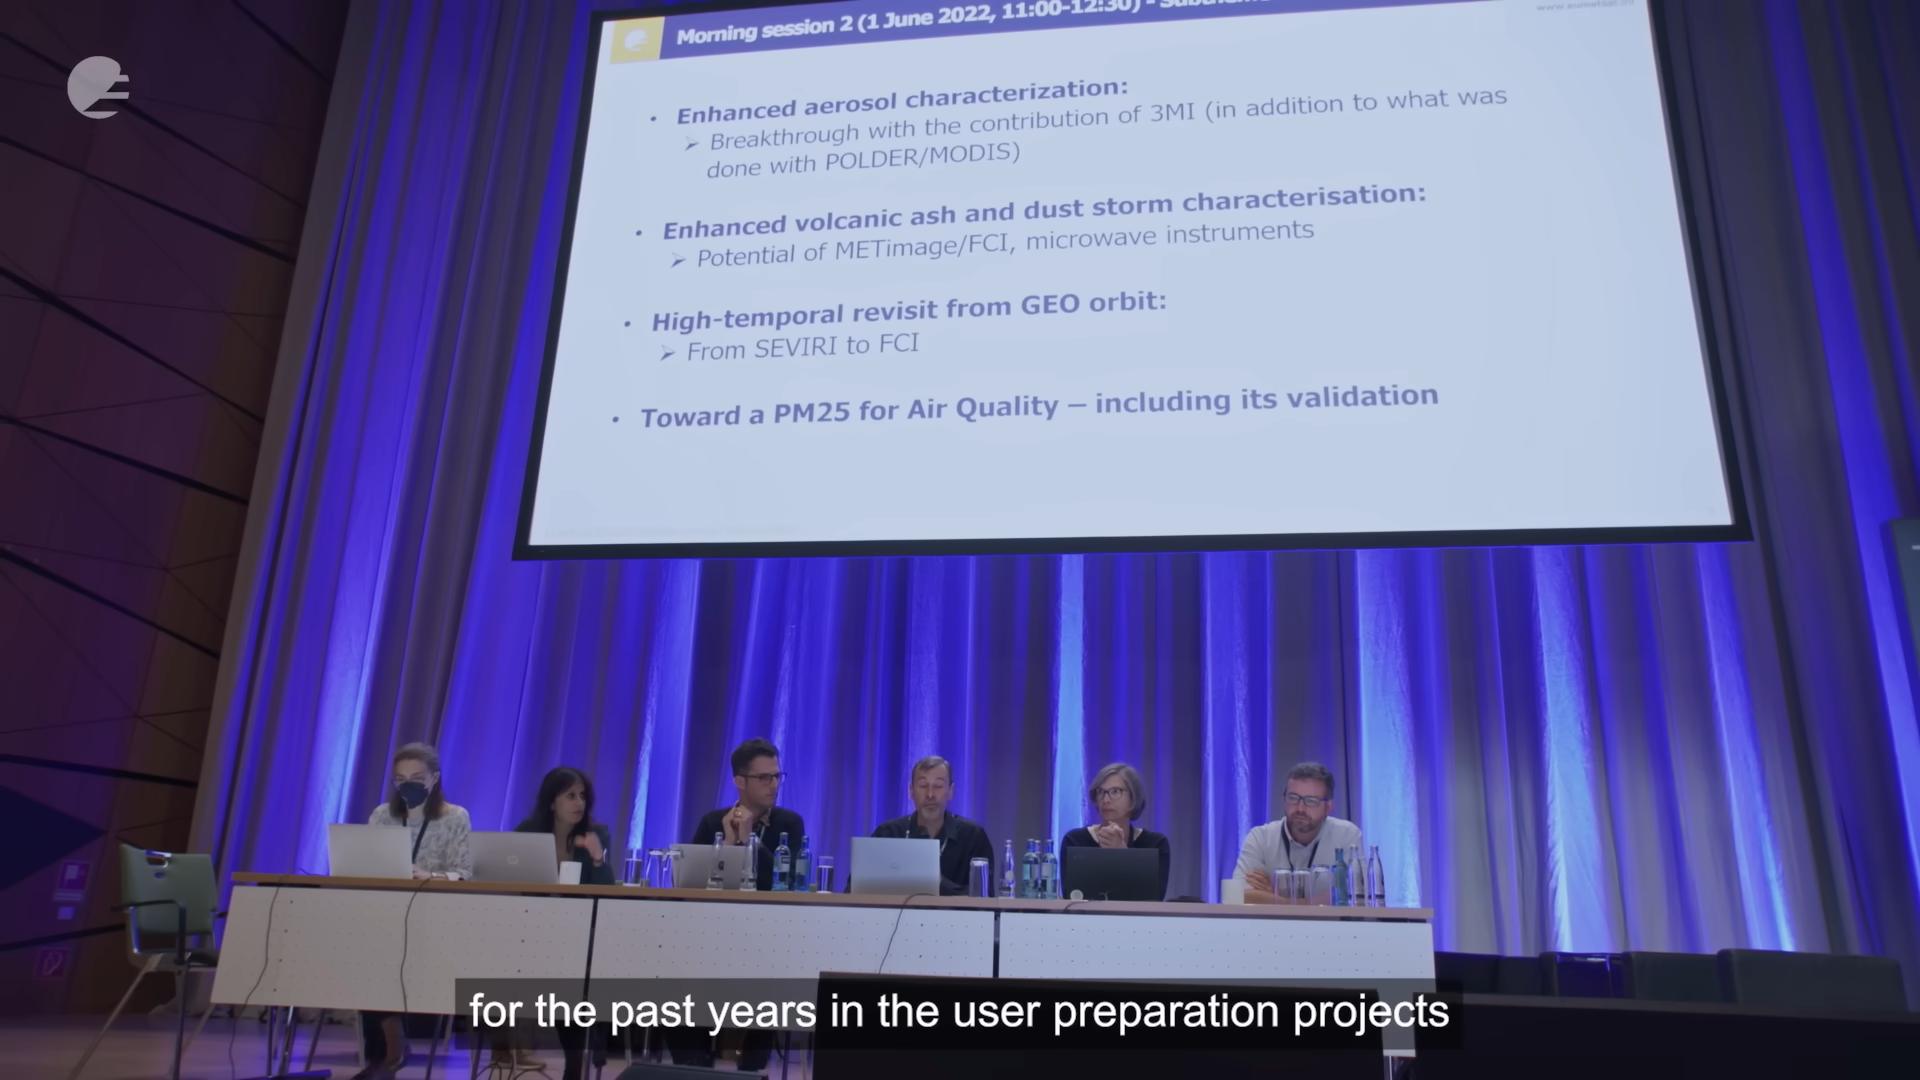 Morning session 2 (1 June 2022, 11:00-12:30) -
www.eumetsat.int
• Enhanced aerosol characterization:
➢ Breakthrough with the contribution of 3MI (in addition to what was
done with POLDER/MODIS)
• Enhanced volcanic ash and dust storm characterisation:
➢ Potential of METimage/FCI, microwave instruments
• High-temporal revisit from GEO orbit:
➢ From SEVIRI to FCI
• Toward a PM25 for Air Quality – including its validation
for the past years in the user preparation projects